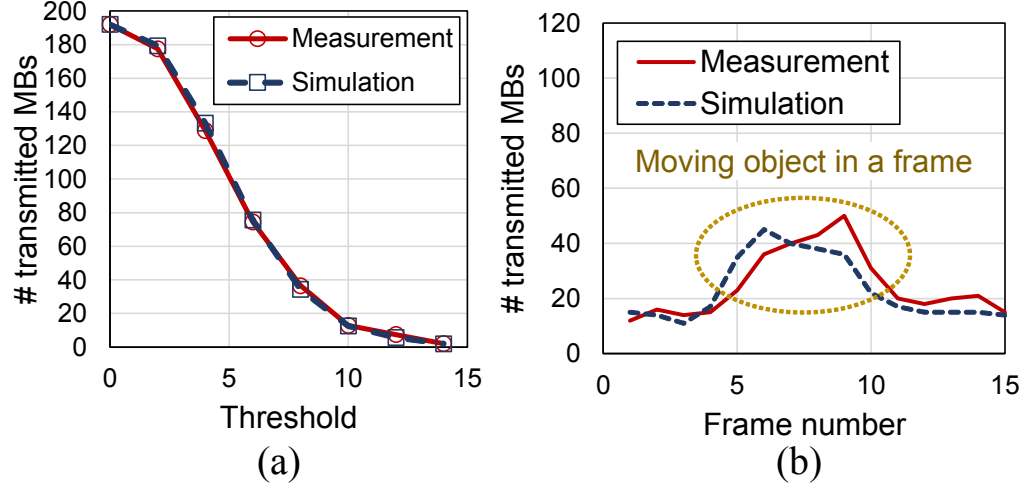 # transmitted MBs
200
180
160
140
120
100
80
60
40
20
0
Measurement
Simulation
0 5 10 15
Threshold
(a)
# transmitted MBs
120
100
80
60
40
20
0
Measurement
Simulation
Moving object in a frame
0 5 10 15
Frame number
(b)